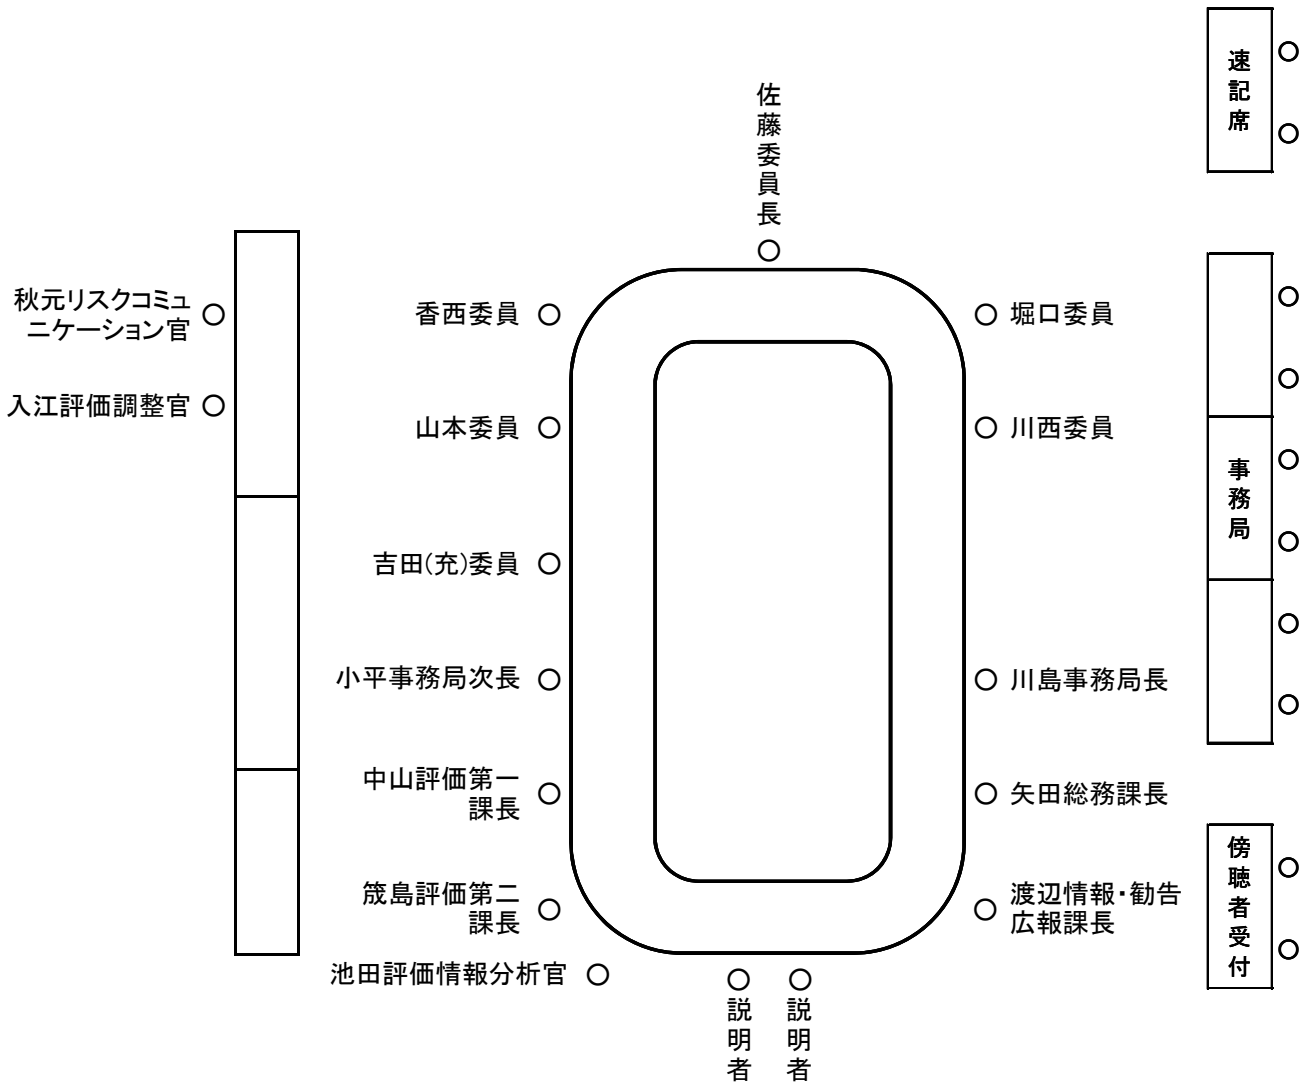 速記席
佐藤委員長
秋元リスクコミュ
ニケーション官
香西委員
堀口委員
入江評価調整官
山本委員
川西委員
事務局
吉田(充)委員
小平事務局次長
川島事務局長
中山評価第一
課長
矢田総務課長
傍聴者受付
筬島評価第二
課長
渡辺情報・勧告
広報課長
池田評価情報分析官
説明者
説明者